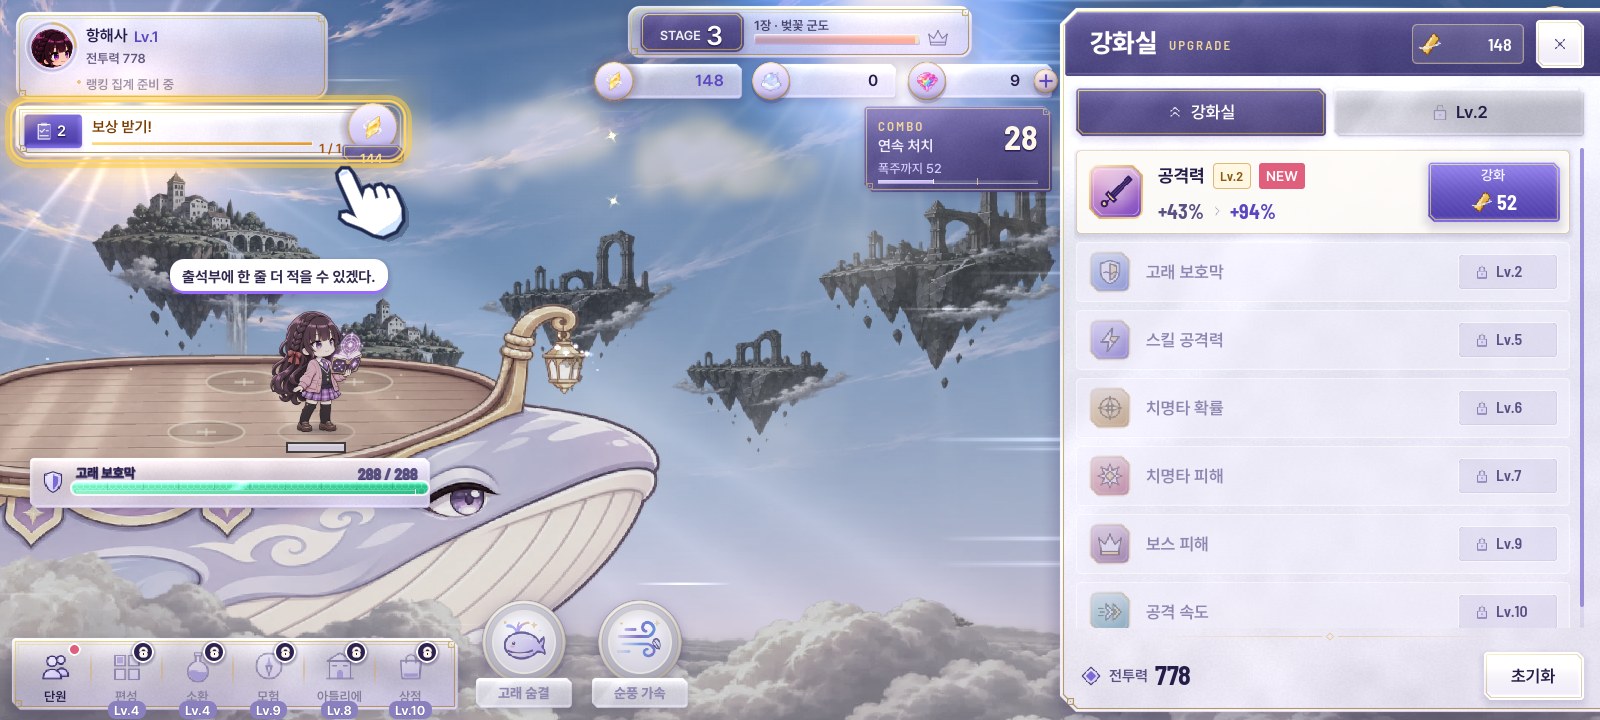 항해사 Lv.1
전투력 778
랭킹 집계 준비 중
2 보상 받기!
1 / 1
144
STAGE 3
1장 · 벚꽃 군도
148
0
9
COMBO
연속 처치
28
폭주까지 52
출석부에 한 줄 더 적을 수 있겠다.
고래 보호막
288 / 288
단원
편성
Lv.4
소환
Lv.4
모험
Lv.9
아틀리에
Lv.8
상점
Lv.10
고래 숨결
순풍 가속
강화실 UPGRADE
148
×
강화실
Lv.2
공격력 Lv.2 NEW
+43% > +94%
강화
52
고래 보호막 Lv.2
스킬 공격력 Lv.5
치명타 확률 Lv.6
치명타 피해 Lv.7
보스 피해 Lv.9
공격 속도 Lv.10
전투력 778
초기화